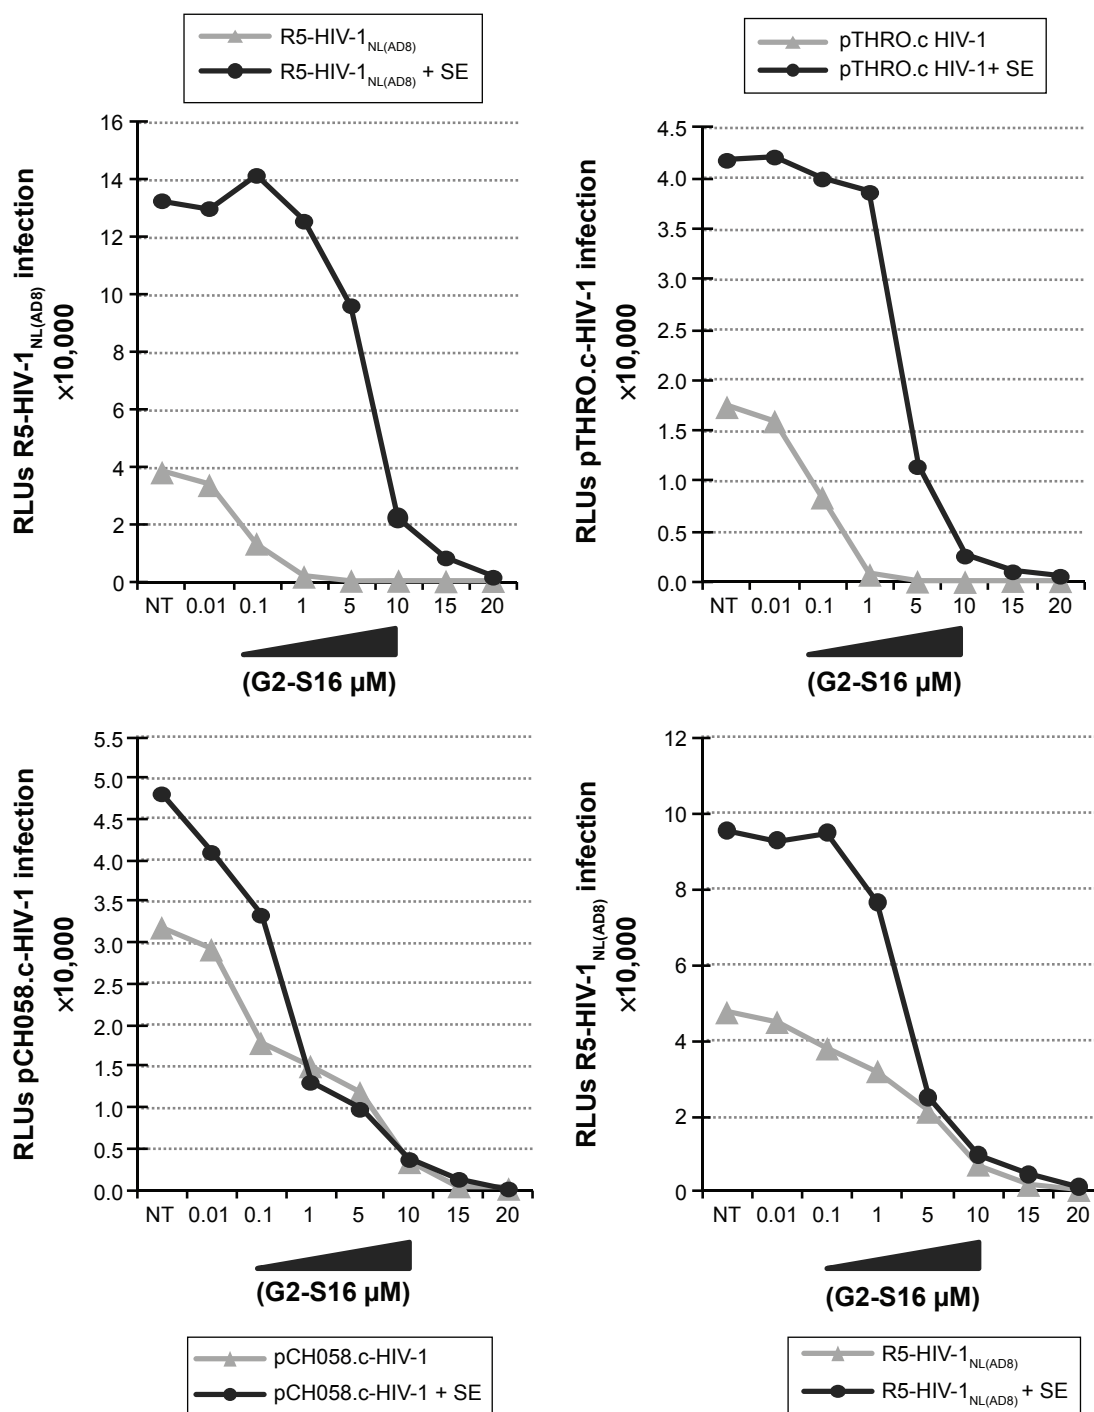 R5-HIV-1NL(AD8)
R5-HIV-1NL(AD8) + SE
RLUs R5-HIV-1NL(AD8) infection
×10,000
16
14
12
10
8
6
4
2
0
NT 0.01 0.1 1 5 10 15 20
(G2-S16 µM)
pTHRO.c HIV-1
pTHRO.c HIV-1+ SE
RLUs pTHRO.c-HIV-1 infection
×10,000
4.5
4.0
3.5
3.0
2.5
2.0
1.5
1.0
0.5
0.0
NT 0.01 0.1 1 5 10 15 20
(G2-S16 µM)
RLUs pCH058.c-HIV-1 infection
×10,000
5.5
5.0
4.5
4.0
3.5
3.0
2.5
2.0
1.5
1.0
0.5
0.0
NT 0.01 0.1 1 5 10 15 20
(G2-S16 µM)
pCH058.c-HIV-1
pCH058.c-HIV-1 + SE
RLUs R5-HIV-1NL(AD8) infection
×10,000
12
10
8
6
4
2
0
NT 0.01 0.1 1 5 10 15 20
(G2-S16 µM)
R5-HIV-1NL(AD8)
R5-HIV-1NL(AD8) + SE